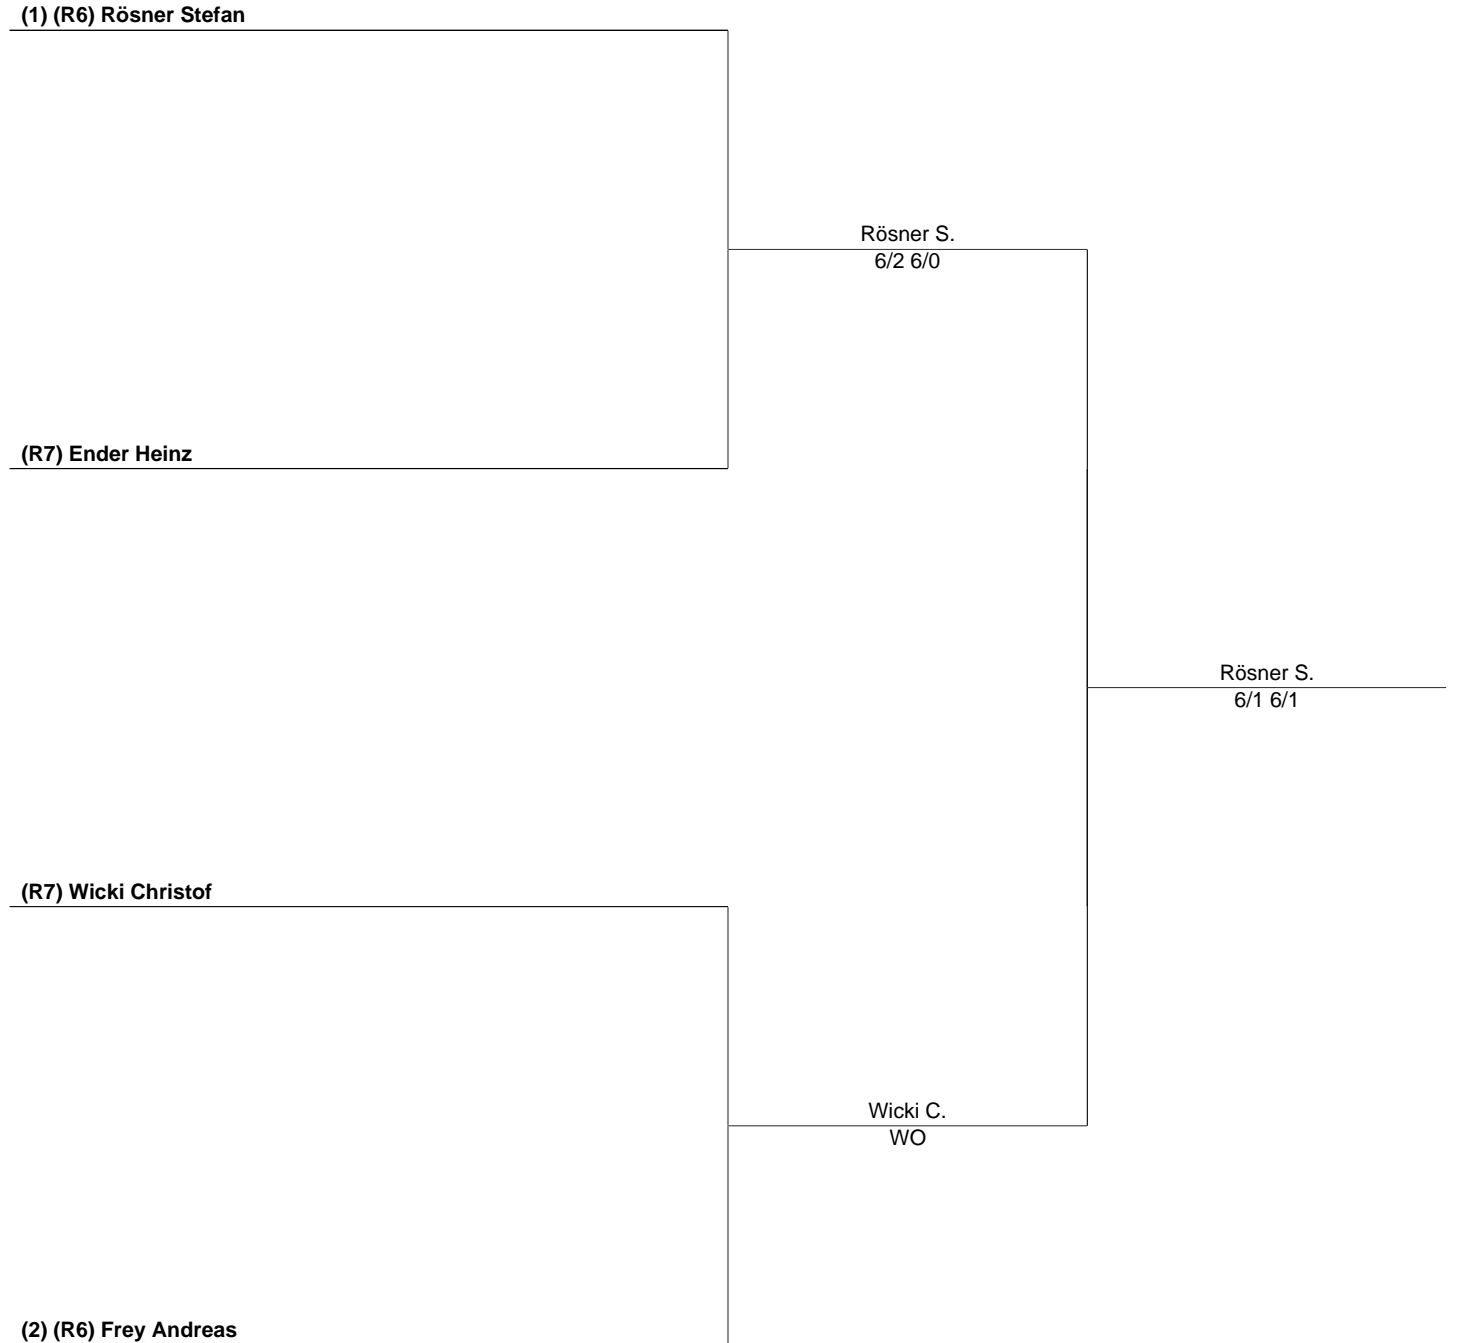 (1) (R6) Rösner Stefan
Rösner S.
6/2 6/0
(R7) Ender Heinz
Rösner S.
6/1 6/1
(R7) Wicki Christof
Wicki C.
WO
(2) (R6) Frey Andreas